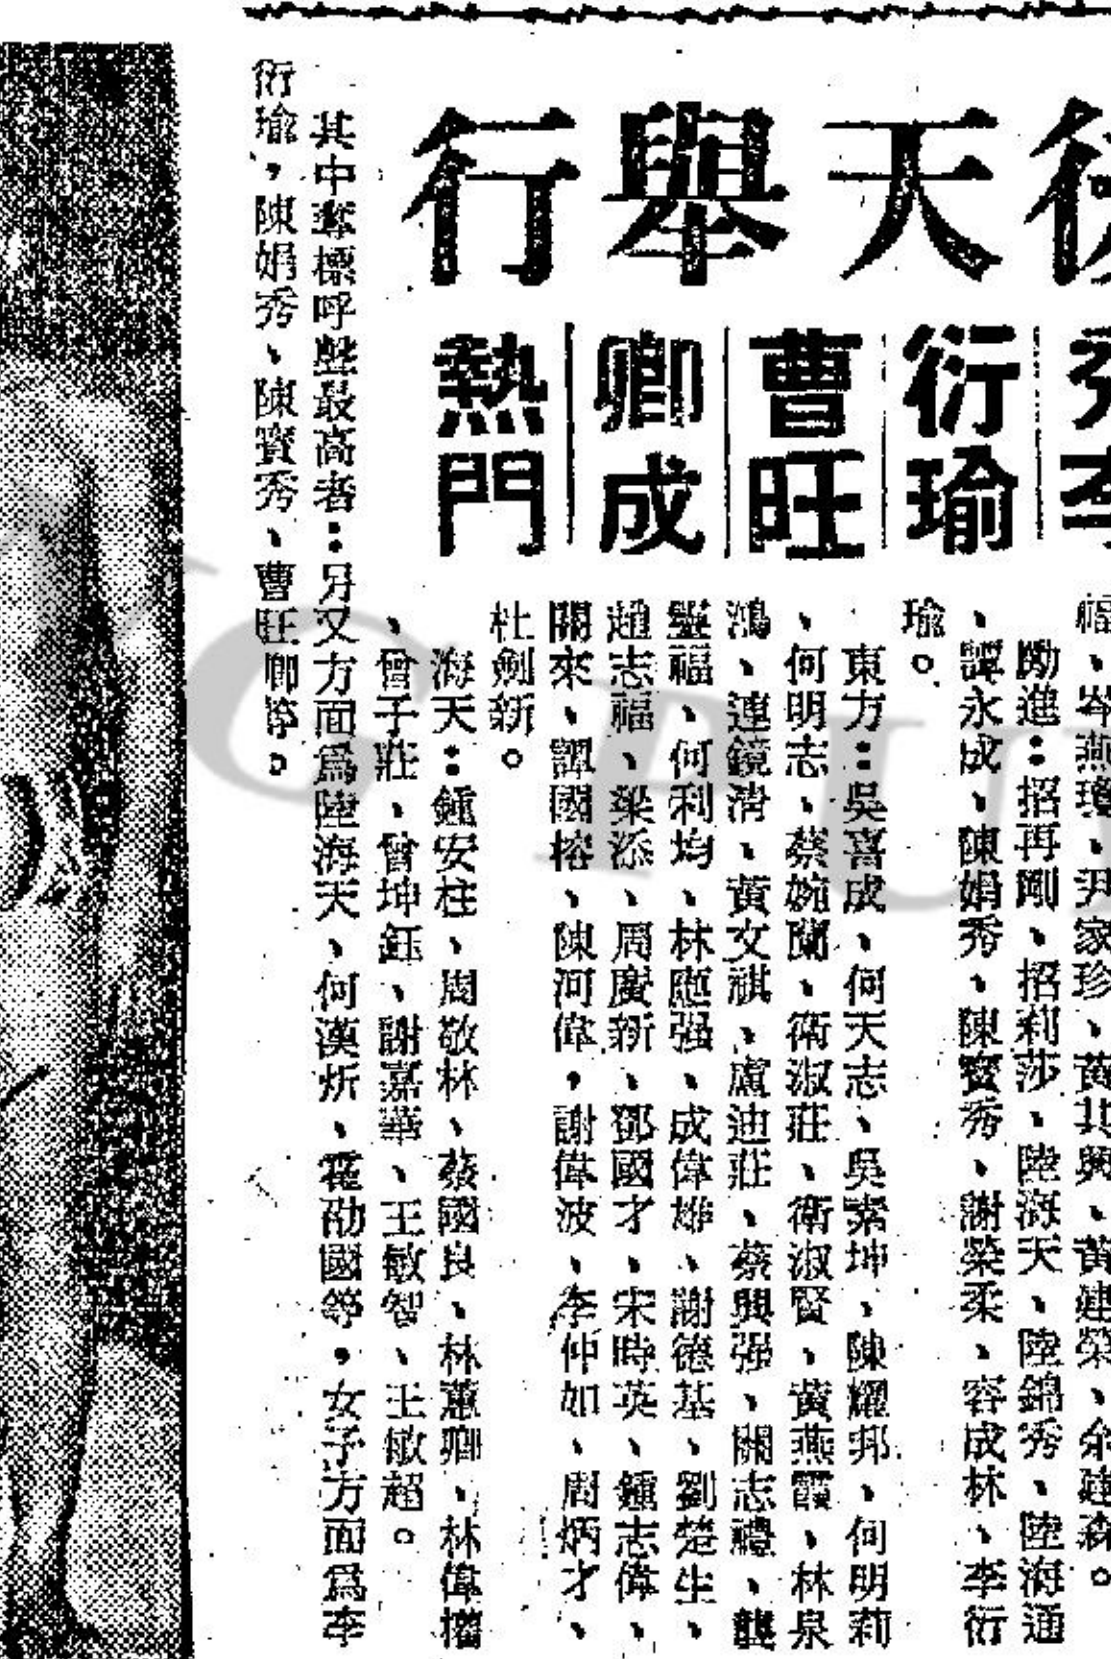 天舉行
衍瑜
曹旺
卿成
熱門
福、岑燕瓊、尹家珍、黃其興、黃建榮、余建森。
勵進：招再剛、招莉莎、陸海天、陸錦秀、陸海通
、譚永成、陳娟秀、陳寶秀、謝榮柔、容成林、李衍
瑜。
東方：吳喜成、何天志、吳素坤、陳耀邦、何明莉
、何明志、蔡婉蘭、衛淑莊、衛淑賢、黃燕霞、林泉
鴻、連鏡清、黃文祺、盧迪莊、蔡興强、關志禮、龔
福、何利均、林應强、成偉雄、謝德基、劉楚生、
趙志福、梁添、周廣新、鄧國才、宋時英、鍾志偉、
關來、譚國榕、陳河偉，謝偉波、李仲如、周炳才、
杜劍新。
海天：鍾安柱、周敬林、蔡國良、林蕙卿、林偉權
、曾子莊、曾坤鈺、謝嘉華、王敏智、王敏超。
其中奪標呼聲最高者：另又方面爲陸海天、何漢炘、霍劭國等，女子方面爲李
衍瑜，陳娟秀、陳寶秀、曹旺卿等。